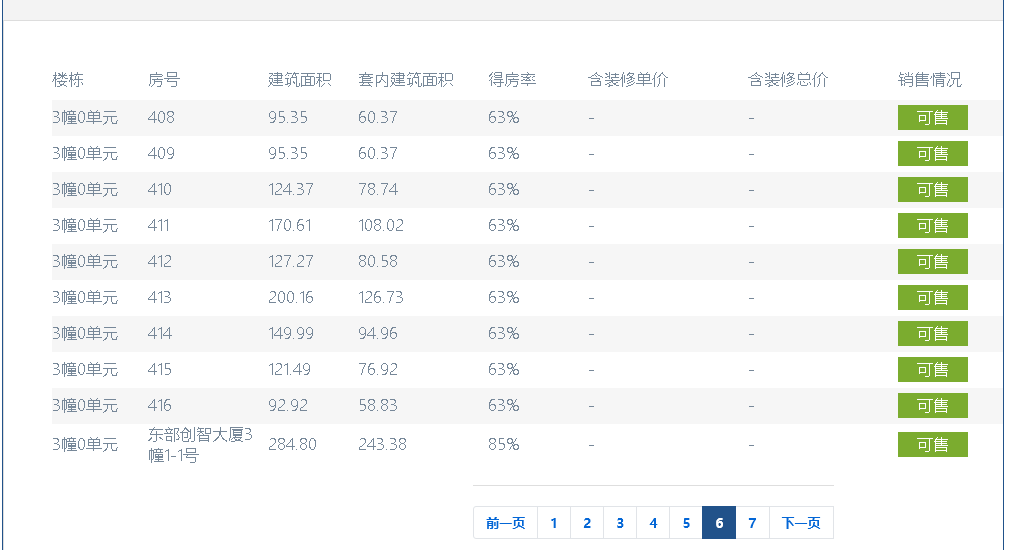 楼栋 房号 建筑面积 套内建筑面积 得房率 含装修单价 含装修总价 销售情况
3幢0单元 408 95.35 60.37 63% - - 可售
3幢0单元 409 95.35 60.37 63% - - 可售
3幢0单元 410 124.37 78.74 63% - - 可售
3幢0单元 411 170.61 108.02 63% - - 可售
3幢0单元 412 127.27 80.58 63% - - 可售
3幢0单元 413 200.16 126.73 63% - - 可售
3幢0单元 414 149.99 94.96 63% - - 可售
3幢0单元 415 121.49 76.92 63% - - 可售
3幢0单元 416 92.92 58.83 63% - - 可售
3幢0单元 东部创智大厦3 284.80 243.38 85% - - 可售
幢1-1号
前一页 1 2 3 4 5 6 7 下一页